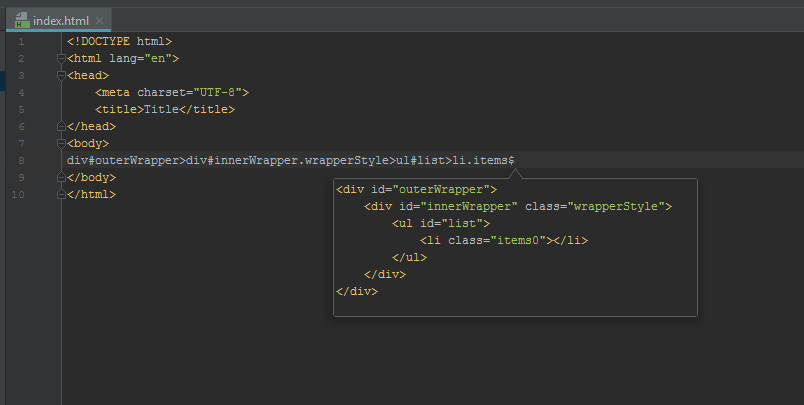 index.html
1 <!DOCTYPE html>
2 <html lang="en">
3 <head>
4     <meta charset="UTF-8">
5     <title>Title</title>
6 </head>
7 <body>
8 div#outerWrapper>div#innerWrapper.wrapperStyle>ul#list>li.items$
9 </body>
10 </html>
<div id="outerWrapper">
    <div id="innerWrapper" class="wrapperStyle">
        <ul id="list">
            <li class="items0"></li>
        </ul>
    </div>
</div>